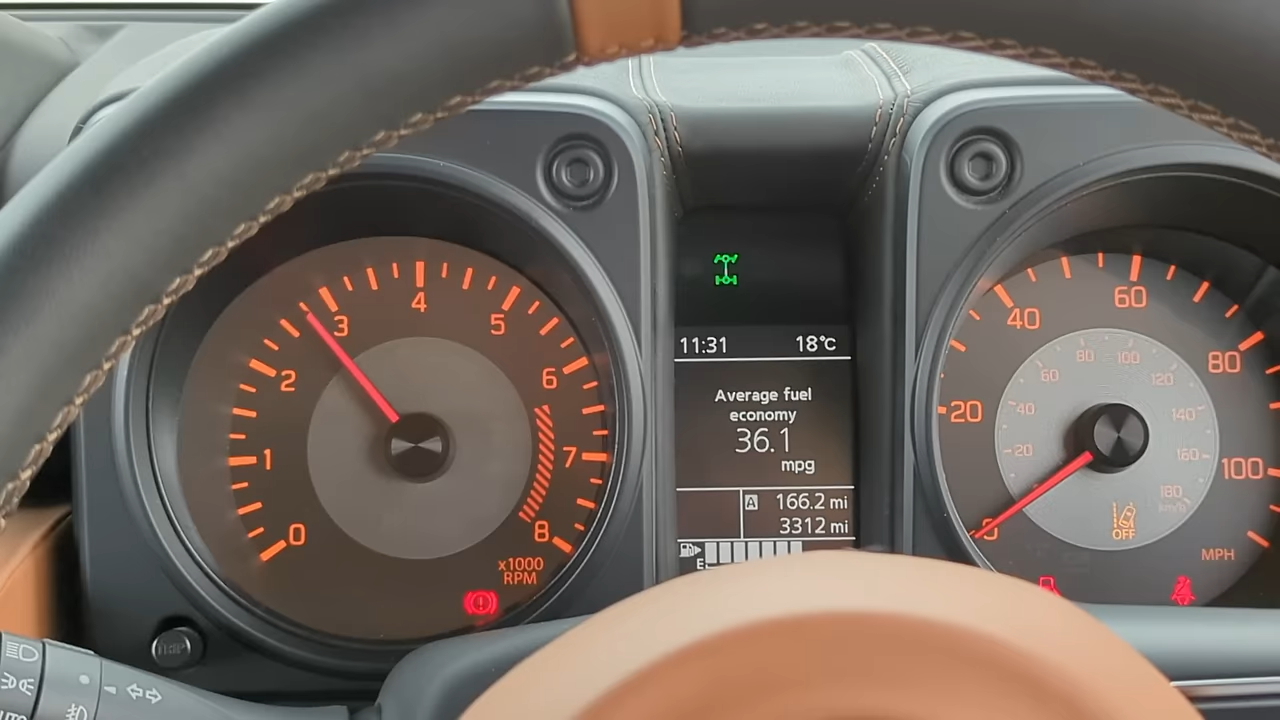 0
1
2
3
4
5
6
7
8
x1000
RPM
11:31 18°C
Average fuel
economy
36.1
mpg
A 166.2 mi
3312 mi
E
0
20
40
60
80
100
20
40
60
80
100
120
140
160
180
km/h
OFF
MPH
TRIP